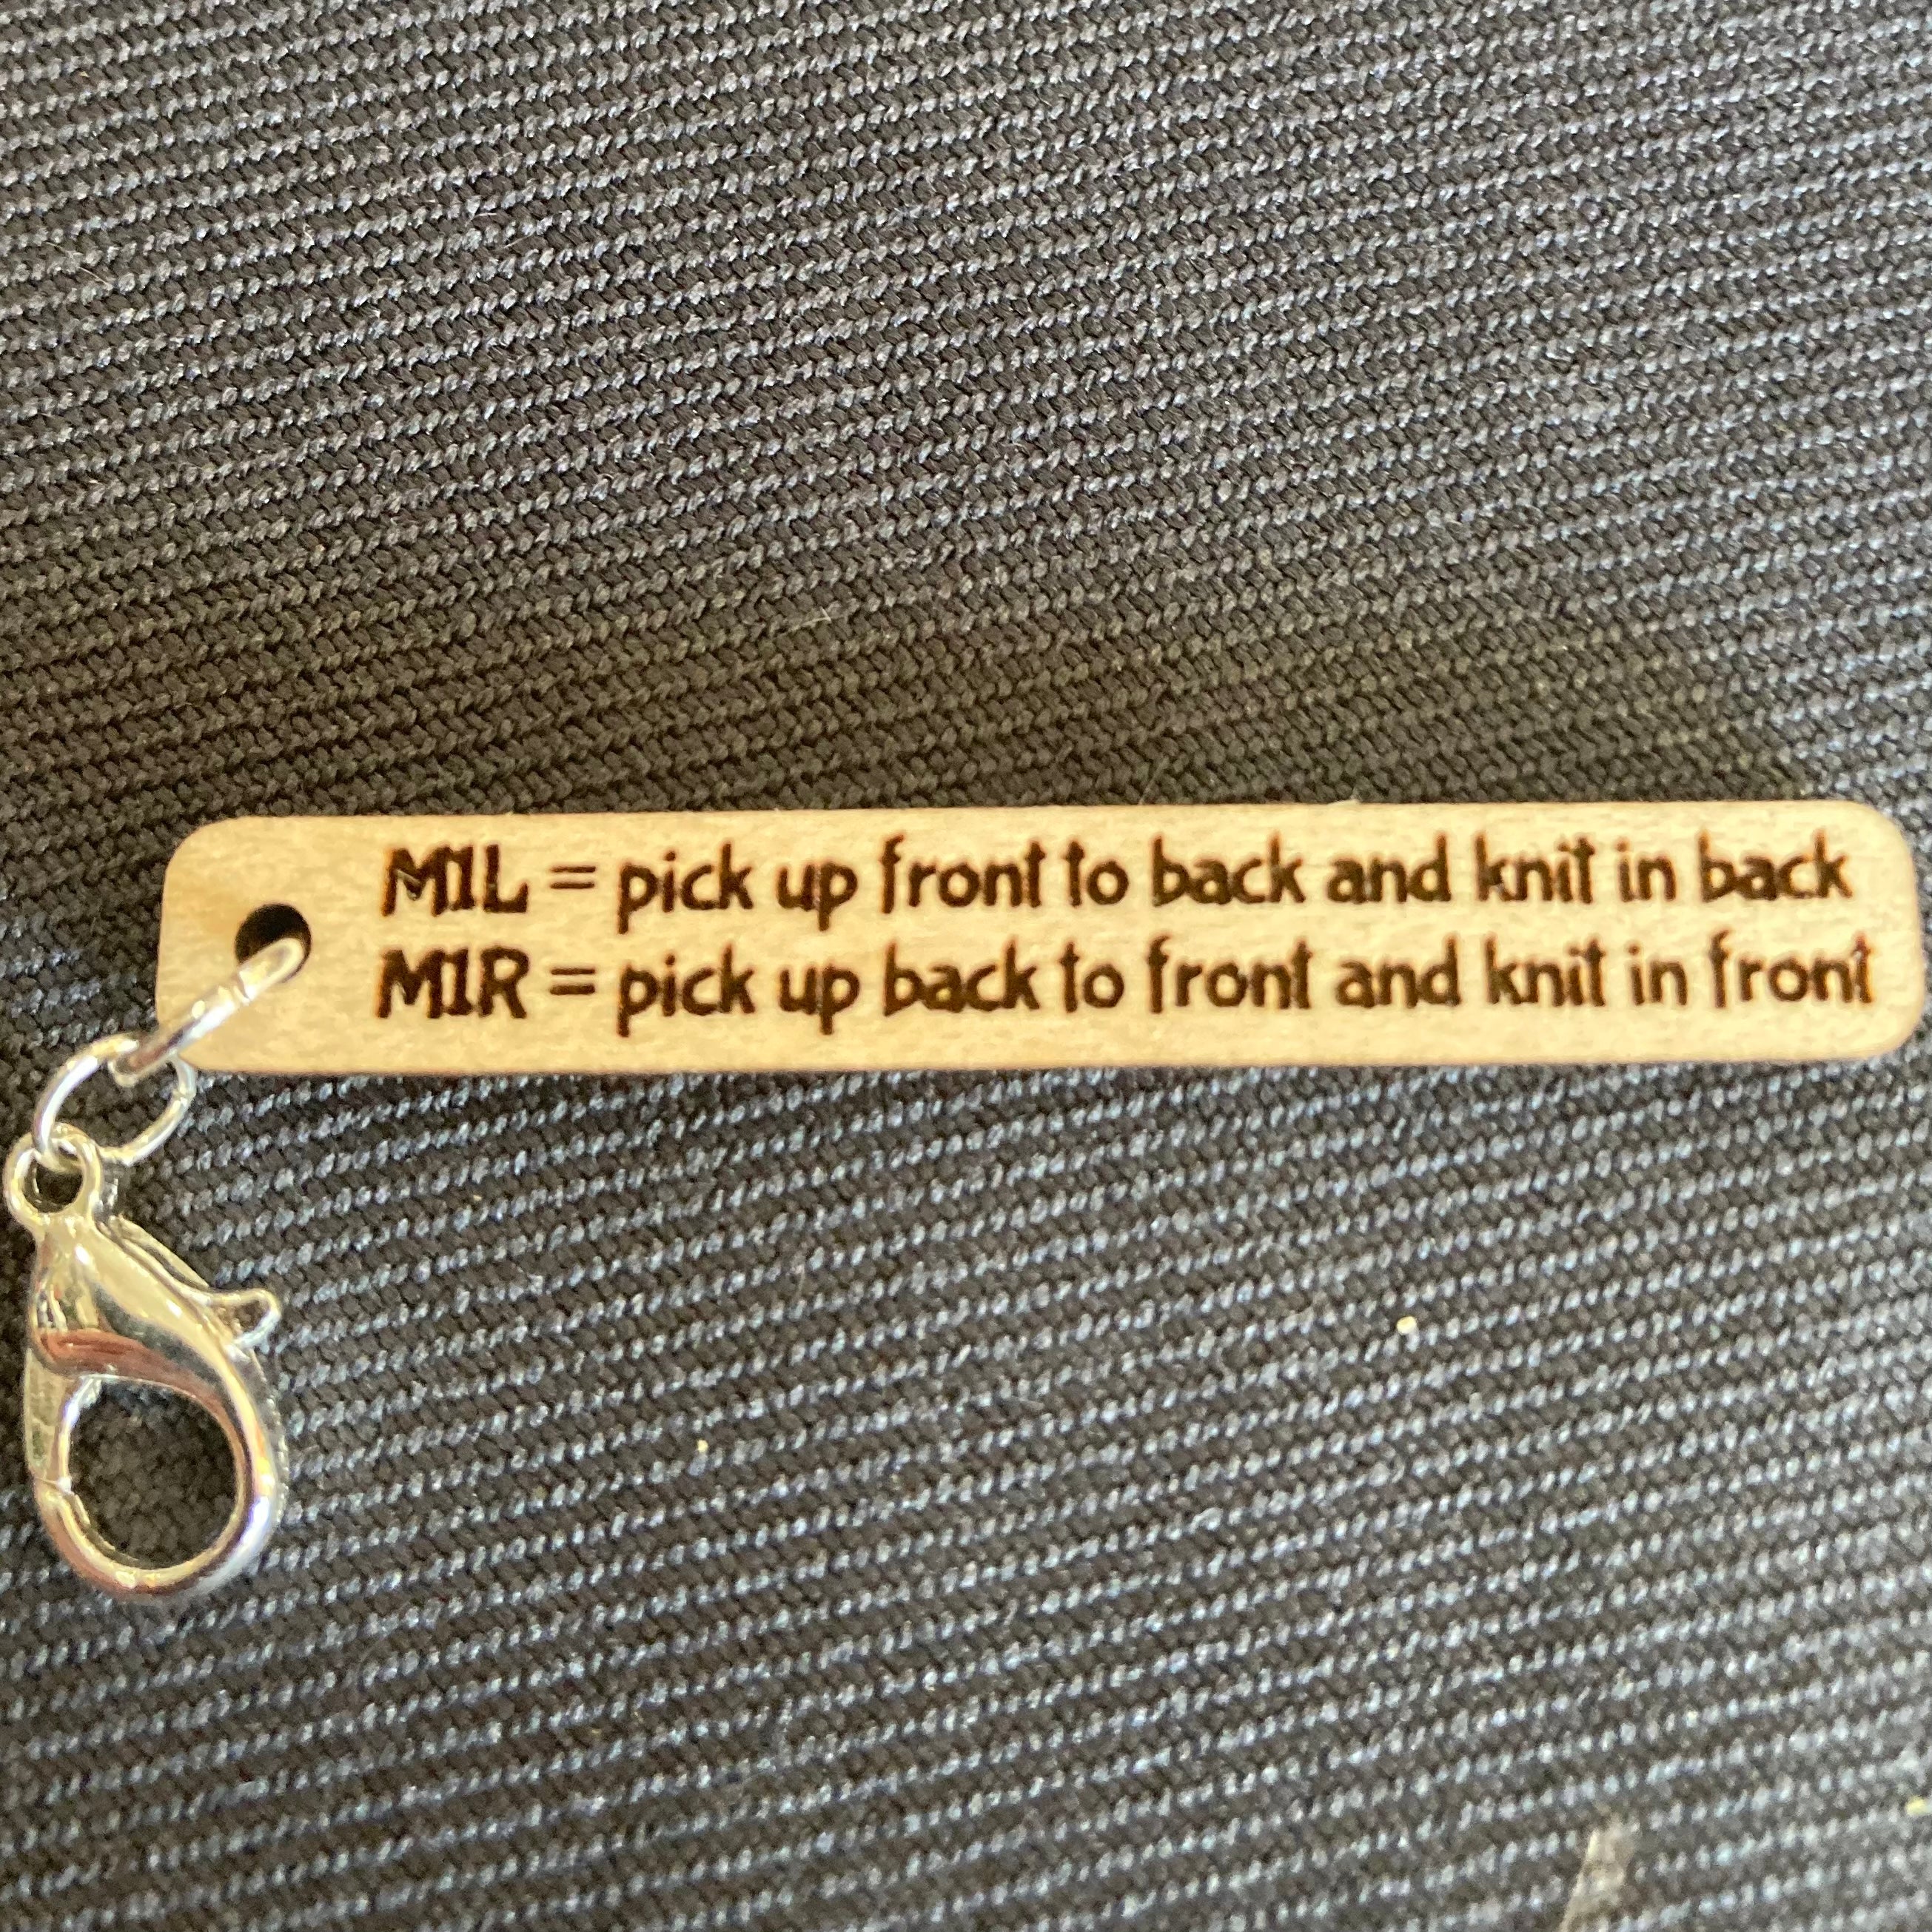 M1L = pick up front to back and knit in back
M1R = pick up back to front and knit in front